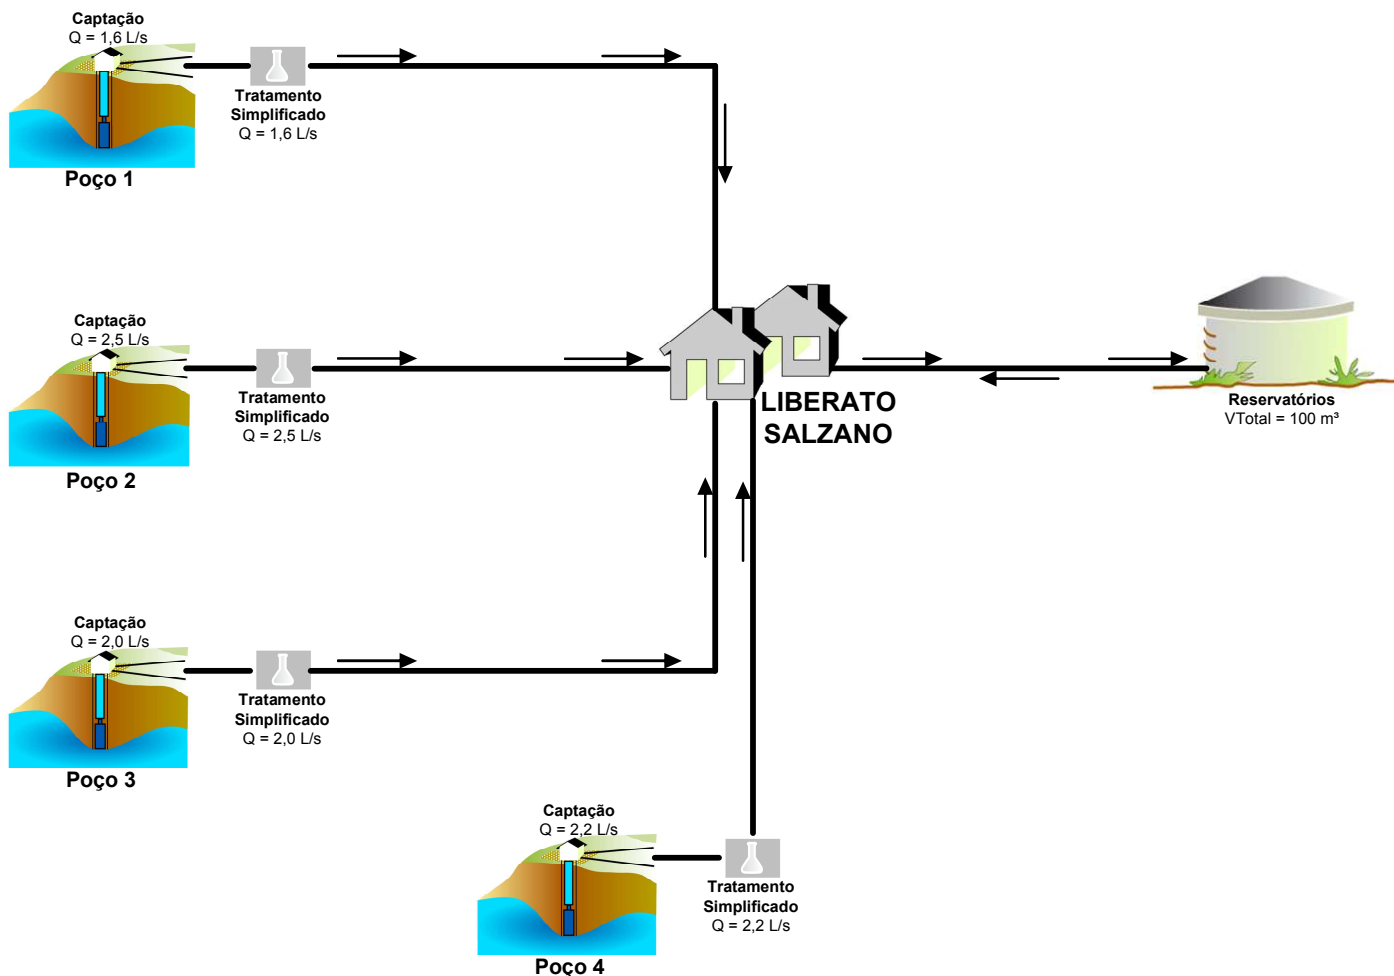 Captação
Q = 1,6 L/s
Tratamento
Simplificado
Q = 1,6 L/s
Poço 1
Captação
Q = 2,5 L/s
Tratamento
Simplificado
Q = 2,5 L/s
Poço 2
LIBERATO
SALZANO
Reservatórios
VTotal = 100 m³
Captação
Q = 2,0 L/s
Tratamento
Simplificado
Q = 2,0 L/s
Poço 3
Captação
Q = 2,2 L/s
Tratamento
Simplificado
Q = 2,2 L/s
Poço 4